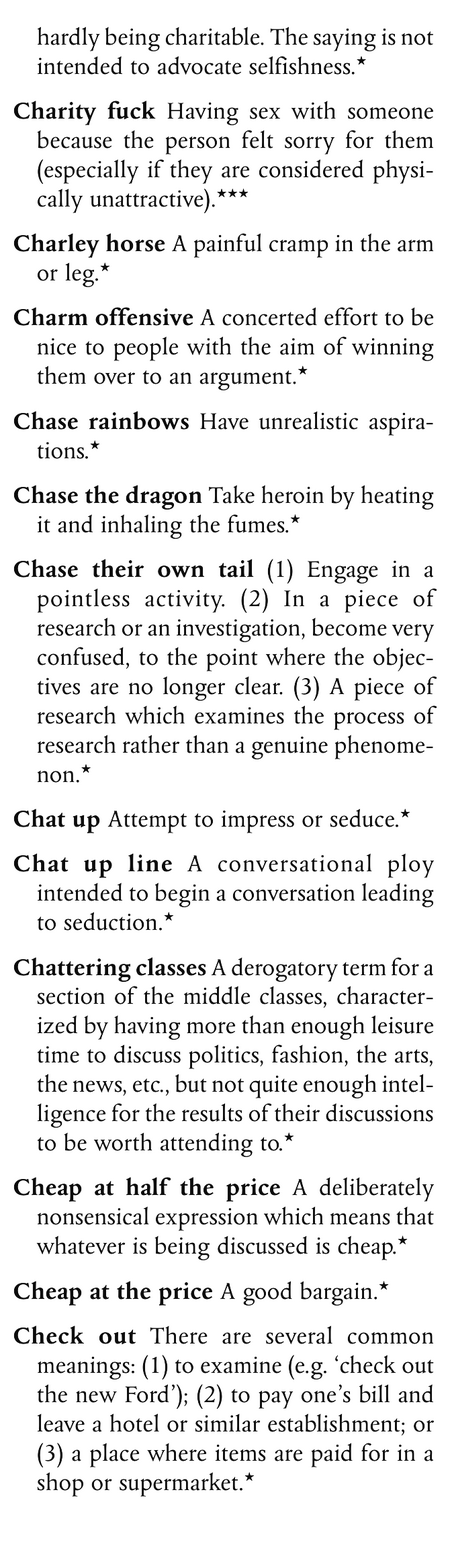 hardly being charitable. The saying is not
intended to advocate selfishness.★
Charity fuck Having sex with someone
because the person felt sorry for them
(especially if they are considered physi-
cally unattractive).★★★
Charley horse A painful cramp in the arm
or leg.★
Charm offensive A concerted effort to be
nice to people with the aim of winning
them over to an argument.★
Chase rainbows Have unrealistic aspira-
tions.★
Chase the dragon Take heroin by heating
it and inhaling the fumes.★
Chase their own tail (1) Engage in a
pointless activity. (2) In a piece of
research or an investigation, become very
confused, to the point where the objec-
tives are no longer clear. (3) A piece of
research which examines the process of
research rather than a genuine phenome-
non.★
Chat up Attempt to impress or seduce.★
Chat up line A conversational ploy
intended to begin a conversation leading
to seduction.★
Chattering classes A derogatory term for a
section of the middle classes, character-
ized by having more than enough leisure
time to discuss politics, fashion, the arts,
the news, etc., but not quite enough intel-
ligence for the results of their discussions
to be worth attending to.★
Cheap at half the price A deliberately
nonsensical expression which means that
whatever is being discussed is cheap.★
Cheap at the price A good bargain.★
Check out There are several common
meanings: (1) to examine (e.g. ‘check out
the new Ford’); (2) to pay one’s bill and
leave a hotel or similar establishment; or
(3) a place where items are paid for in a
shop or supermarket.★